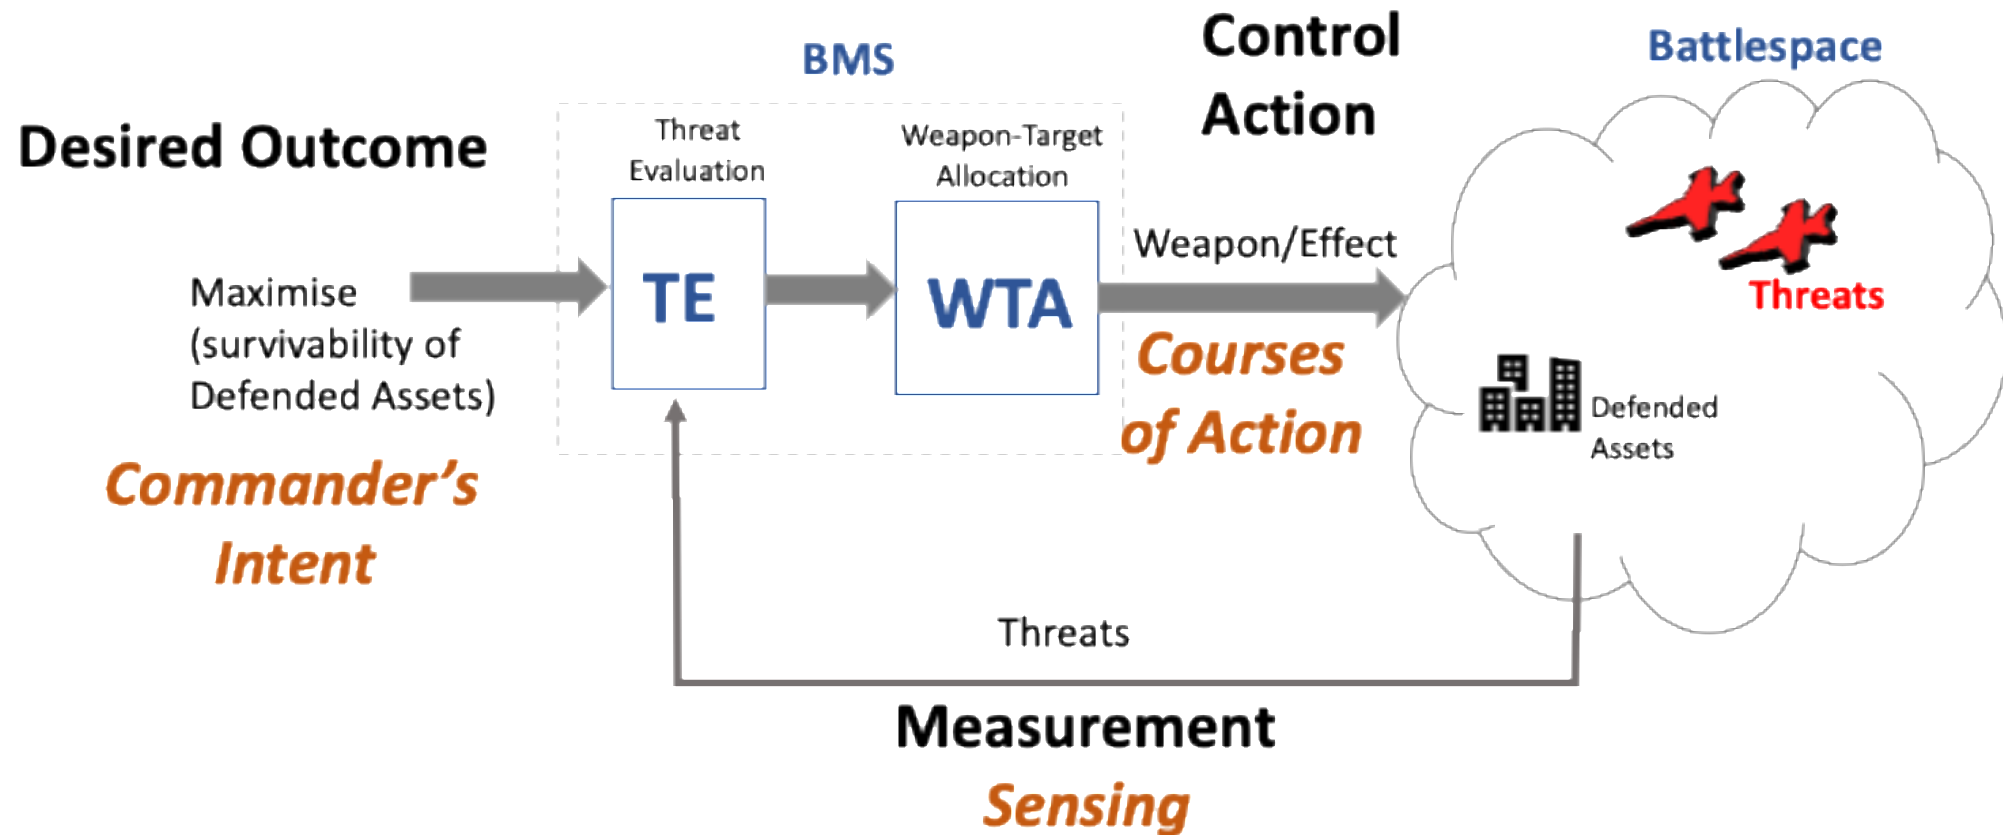 Desired Outcome
Maximise
(survivability of
Defended Assets)
Commander's
Intent
BMS
Threat
Evaluation
TE
Weapon-Target
Allocation
WTA
Control
Action
Weapon/Effect
Courses
of Action
Battlespace
Threats
Defended
Assets
Threats
Measurement
Sensing